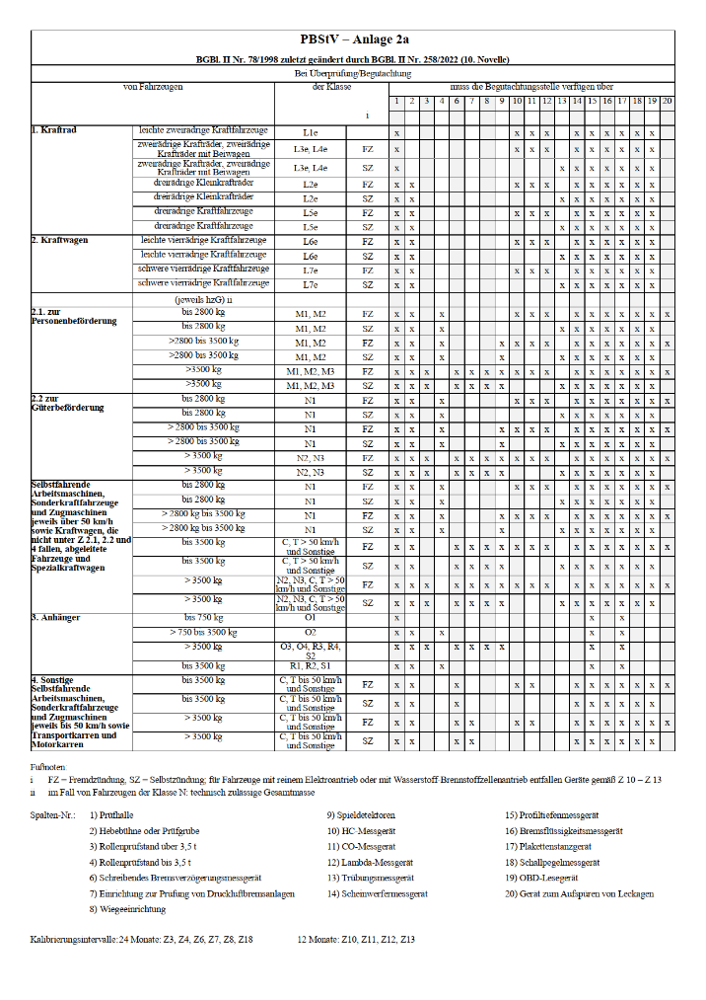 PBStV – Anlage 2a
BGBl. II Nr. 78/1998 zuletzt geändert durch BGBl. II Nr. 258/2022 (10. Novelle)
Bei Überprüfung/Begutachtung
von Fahrzeugen der Klasse muss die Begutachtungsstelle verfügen über
1 2 3 4 6 7 8 9 10 11 12 13 14 15 16 17 18 19 20
i
1. Kraftrad leichte zweirädrige Kraftfahrzeuge L1e x x x x x x x x x x
zweirädrige Krafträder, zweirädrige
Krafträder mit Beiwagen L3e, L4e FZ x x x x x x x x x x
zweirädrige Krafträder, zweirädrige
Krafträder mit Beiwagen L3e, L4e SZ x x x x x x x x
dreirädrige Kleinkrafträder L2e FZ x x x x x x x x x x x
dreirädrige Kleinkrafträder L2e SZ x x x x x x x x x
dreirädrige Kraftfahrzeuge L5e FZ x x x x x x x x x x x
dreirädrige Kraftfahrzeuge L5e SZ x x x x x x x x x
2. Kraftwagen leichte vierrädrige Kraftfahrzeuge L6e FZ x x x x x x x x x x x
leichte vierrädrige Kraftfahrzeuge L6e SZ x x x x x x x x x
schwere vierrädrige Kraftfahrzeuge L7e FZ x x x x x x x x x x x
schwere vierrädrige Kraftfahrzeuge L7e SZ x x x x x x x x x
(jeweils hzG) ii
2.1. zur bis 2800 kg M1, M2 FZ x x x x x x x x x x x x x
Personenbeförderung bis 2800 kg M1, M2 SZ x x x x x x x x x x
>2800 bis 3500 kg M1, M2 FZ x x x x x x x x x x x x x x
>2800 bis 3500 kg M1, M2 SZ x x x x x x x x x x x
>3500 kg M1, M2, M3 FZ x x x x x x x x x x x x x x x x x
>3500 kg M1, M2, M3 SZ x x x x x x x x x x x x x x
2.2 zur bis 2800 kg N1 FZ x x x x x x x x x x x x x
Güterbeförderung bis 2800 kg N1 SZ x x x x x x x x x x
> 2800 bis 3500 kg N1 FZ x x x x x x x x x x x x x x
> 2800 bis 3500 kg N1 SZ x x x x x x x x x x x
> 3500 kg N2, N3 FZ x x x x x x x x x x x x x x x x x
> 3500 kg N2, N3 SZ x x x x x x x x x x x x x x
Selbstfahrende bis 2800 kg N1 FZ x x x x x x x x x x x x x
Arbeitsmaschinen,
Sonderkraftfahrzeuge bis 2800 kg N1 SZ x x x x x x x x x x
und Zugmaschinen > 2800 kg bis 3500 kg N1 FZ x x x x x x x x x x x x x x
jeweils über 50 km/h
sowie Kraftwagen, die > 2800 kg bis 3500 kg N1 SZ x x x x x x x x x x x
nicht unter Z 2.1, 2.2 und bis 3500 kg C, T > 50 km/h
4 fallen, abgeleitete und Sonstige FZ x x x x x x x x x x x x x x x x
Fahrzeuge und bis 3500 kg C, T > 50 km/h
Spezialkraftwagen und Sonstige SZ x x x x x x x x x x x x x
> 3500 kg N2, N3, C, T > 50
km/h und Sonstige FZ x x x x x x x x x x x x x x x x x
> 3500 kg N2, N3, C, T > 50
km/h und Sonstige SZ x x x x x x x x x x x x x x
3. Anhänger bis 750 kg O1 x x x
> 750 bis 3500 kg O2 x x x x x
> 3500 kg O3, O4, R3, R4,
S2 x x x x x x x x x
bis 3500 kg R1, R2, S1 x x x x x
4. Sonstige bis 3500 kg C, T bis 50 km/h
Selbstfahrende und Sonstige FZ x x x x x x x x x x x x
Arbeitsmaschinen, bis 3500 kg C, T bis 50 km/h
Sonderkraftfahrzeuge und Sonstige SZ x x x x x x x x x
und Zugmaschinen > 3500 kg C, T bis 50 km/h
jeweils bis 50 km/h sowie und Sonstige FZ x x x x x x x x x x x x x
Transportkarren und > 3500 kg C, T bis 50 km/h
Motorkarren und Sonstige SZ x x x x x x x x x x
Fußnoten:
i FZ = Fremdzündung, SZ = Selbstzündung; für Fahrzeuge mit reinem Elektroantrieb oder mit Wasserstoff-Brennstoffzellenantrieb entfallen Geräte gemäß Z 10 – Z 13
ii im Fall von Fahrzeugen der Klasse N: technisch zulässige Gesamtmasse
Spalten-Nr.: 1) Prüfhalle 9) Spieldetektoren 15) Profiltiefenmessgerät
2) Hebebühne oder Prüfgrube 10) HC-Messgerät 16) Bremsflüssigkeitsmessgerät
3) Rollenprüfstand über 3,5 t 11) CO-Messgerät 17) Plakettenstanzgerät
4) Rollenprüfstand bis 3,5 t 12) Lambda-Messgerät 18) Schallpegelmessgerät
6) Schreibendes Bremsverzögerungsmessgerät 13) Trübungsmessgerät 19) OBD-Lesegerät
7) Einrichtung zur Prüfung von Druckluftbremsanlagen 14) Scheinwerfermessgerät 20) Gerät zum Aufspüren von Leckagen
8) Wiegeeinrichtung
Kalibrierungsintervalle: 24 Monate: Z3, Z4, Z6, Z7, Z8, Z18 12 Monate: Z10, Z11, Z12, Z13